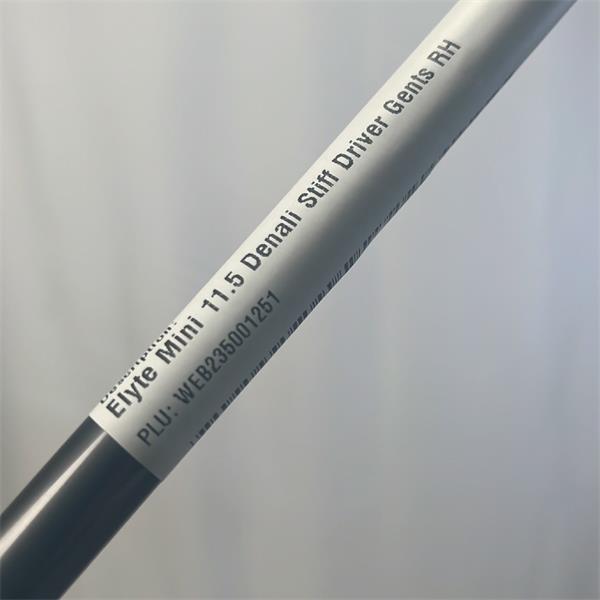 Elyte Mini 11.5 Denali Stiff Driver Gents RH
PLU: WEB235001251